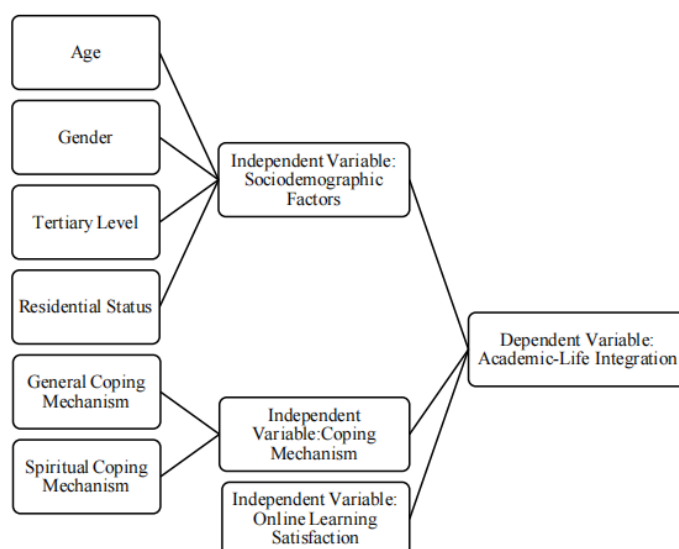 Age
Gender
Independent Variable:
Sociodemographic
Factors
Tertiary Level
Residential Status
Dependent Variable:
Academic-Life Integration
General Coping
Mechanism
Independent
Variable:Coping
Mechanism
Spiritual Coping
Mechanism
Independent Variable:
Online Learning
Satisfaction